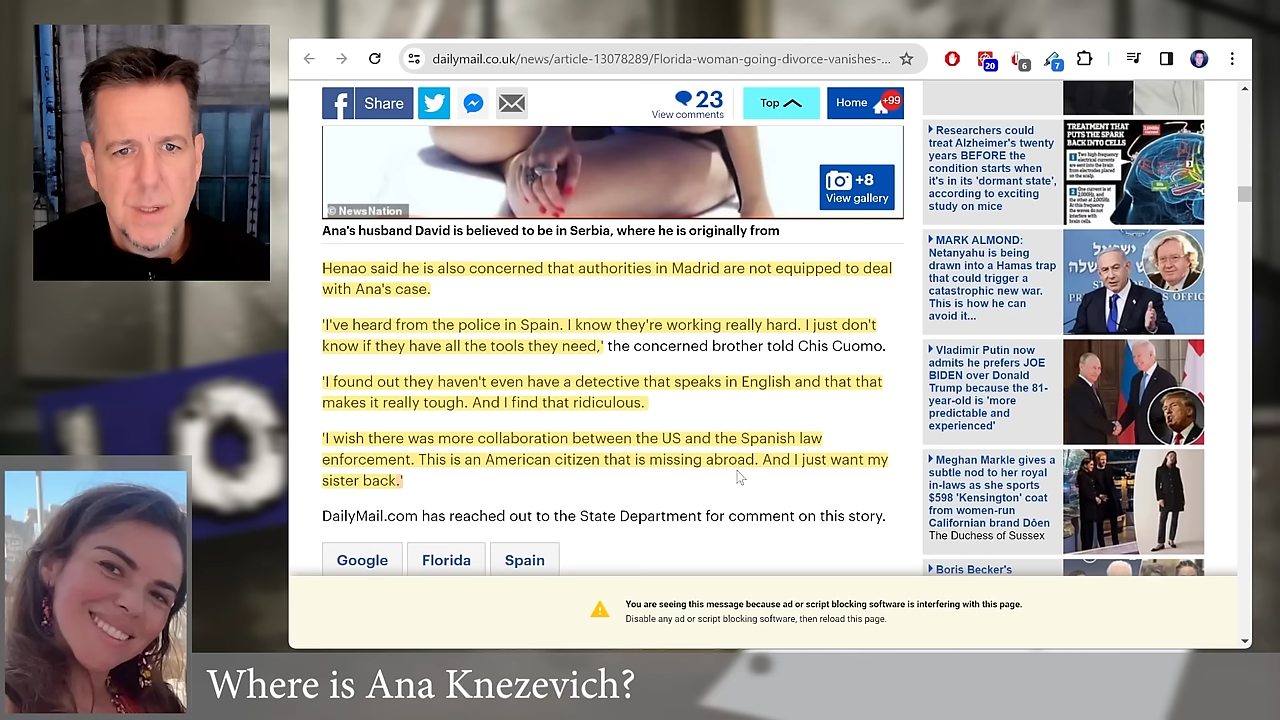 dailymail.co.uk/news/article-13078289/Florida-woman-going-divorce-vanishes-...
20
6
7
Share
23
View comments
Top
Home
+99
© NewsNation
+8
View gallery
Ana's husband David is believed to be in Serbia, where he is originally from
Henao said he is also concerned that authorities in Madrid are not equipped to deal
with Ana's case.
'I've heard from the police in Spain. I know they're working really hard. I just don't
know if they have all the tools they need,' the concerned brother told Chis Cuomo.
'I found out they haven't even have a detective that speaks in English and that that
makes it really tough. And I find that ridiculous.
'I wish there was more collaboration between the US and the Spanish law
enforcement. This is an American citizen that is missing abroad. And I just want my
sister back.'
DailyMail.com has reached out to the State Department for comment on this story.
Google
Florida
Spain
Researchers could
treat Alzheimer's twenty
years BEFORE the
condition starts when
it's in its 'dormant state',
according to exciting
study on mice
TREATMENT THAT
PUTS THE SPARK
BACK INTO CELLS
MARK ALMOND:
Netanyahu is being
drawn into a Hamas trap
that could trigger a
catastrophic new war.
This is how he can
avoid it...
Vladimir Putin now
admits he prefers JOE
BIDEN over Donald
Trump because the 81-
year-old is 'more
predictable and
experienced'
Meghan Markle gives a
subtle nod to her royal
in-laws as she sports
$598 'Kensington' coat
from women-run
Californian brand Dôen
The Duchess of Sussex
Boris Becker's
You are seeing this message because ad or script blocking software is interfering with this page.
Disable any ad or script blocking software, then reload this page.
Where is Ana Knezevich?